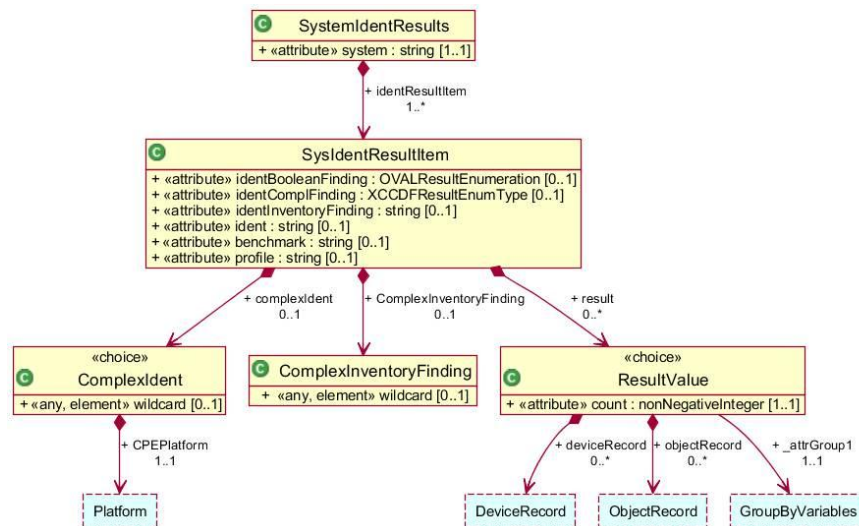 C SystemIdentResults
+ «attribute» system : string [1..1]
+ identResultItem
1..*
C SysIdentResultItem
+ «attribute» identBooleanFinding : OVALResultEnumeration [0..1]
+ «attribute» identComplFinding : XCCDFResultEnumType [0..1]
+ «attribute» identInventoryFinding : string [0..1]
+ «attribute» ident : string [0..1]
+ «attribute» benchmark : string [0..1]
+ «attribute» profile : string [0..1]
+ complexIdent
0..1
+ ComplexInventoryFinding
0..1
+ result
0..*
«choice»
C ComplexIdent
+ «any, element» wildcard [0..1]
C ComplexInventoryFinding
+ «any, element» wildcard [0..1]
«choice»
C ResultValue
+ «attribute» count : nonNegativeInteger [1..1]
+ CPEPlatform
1..1
+ deviceRecord
0..*
+ objectRecord
0..*
+ _attrGroup1
1..1
Platform
DeviceRecord
ObjectRecord
GroupByVariables